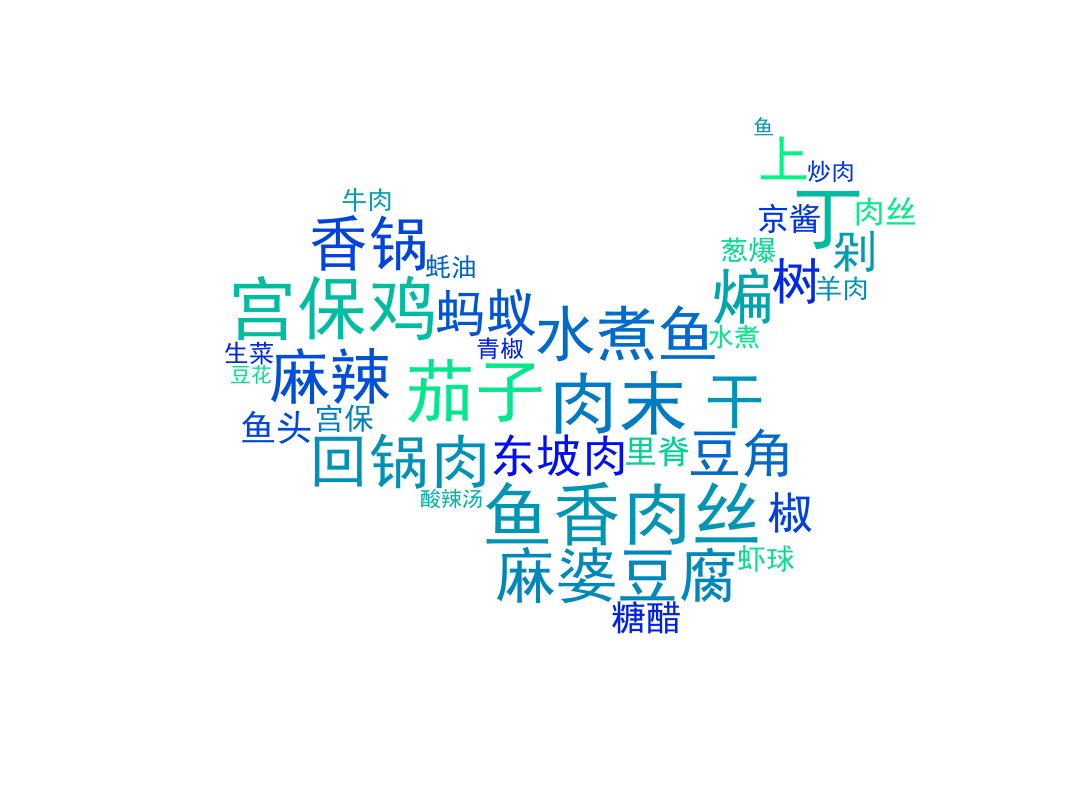 鱼
上
炒肉
丁
牛肉
京酱
肉丝
香锅
葱爆
剁
蚝油
树
羊肉
煸
宫保鸡
蚂蚁
水煮鱼
水煮
青椒
生菜
豆花
麻辣
茄子
肉末
干
鱼头
宫保
回锅肉
东坡肉
里脊
豆角
酸辣汤
鱼香肉丝
椒
麻婆豆腐
虾球
糖醋